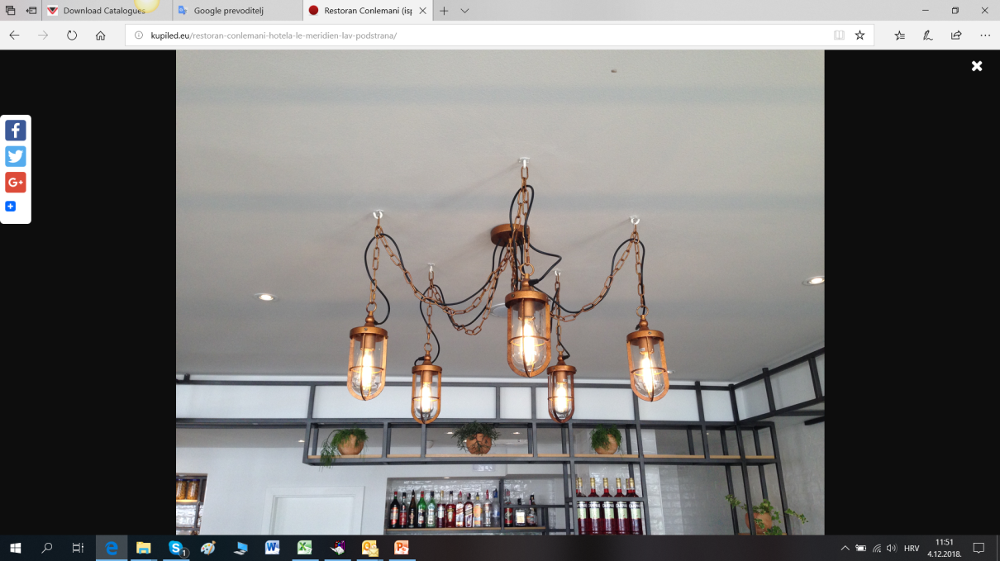 Download Catalogues
Google prevoditelj
Restoran Conlemani (isp
kupiled.eu/restoran-conlemani-hotela-le-meridien-lav-podstrana/
G+
HRV
11:51
4.12.2018.